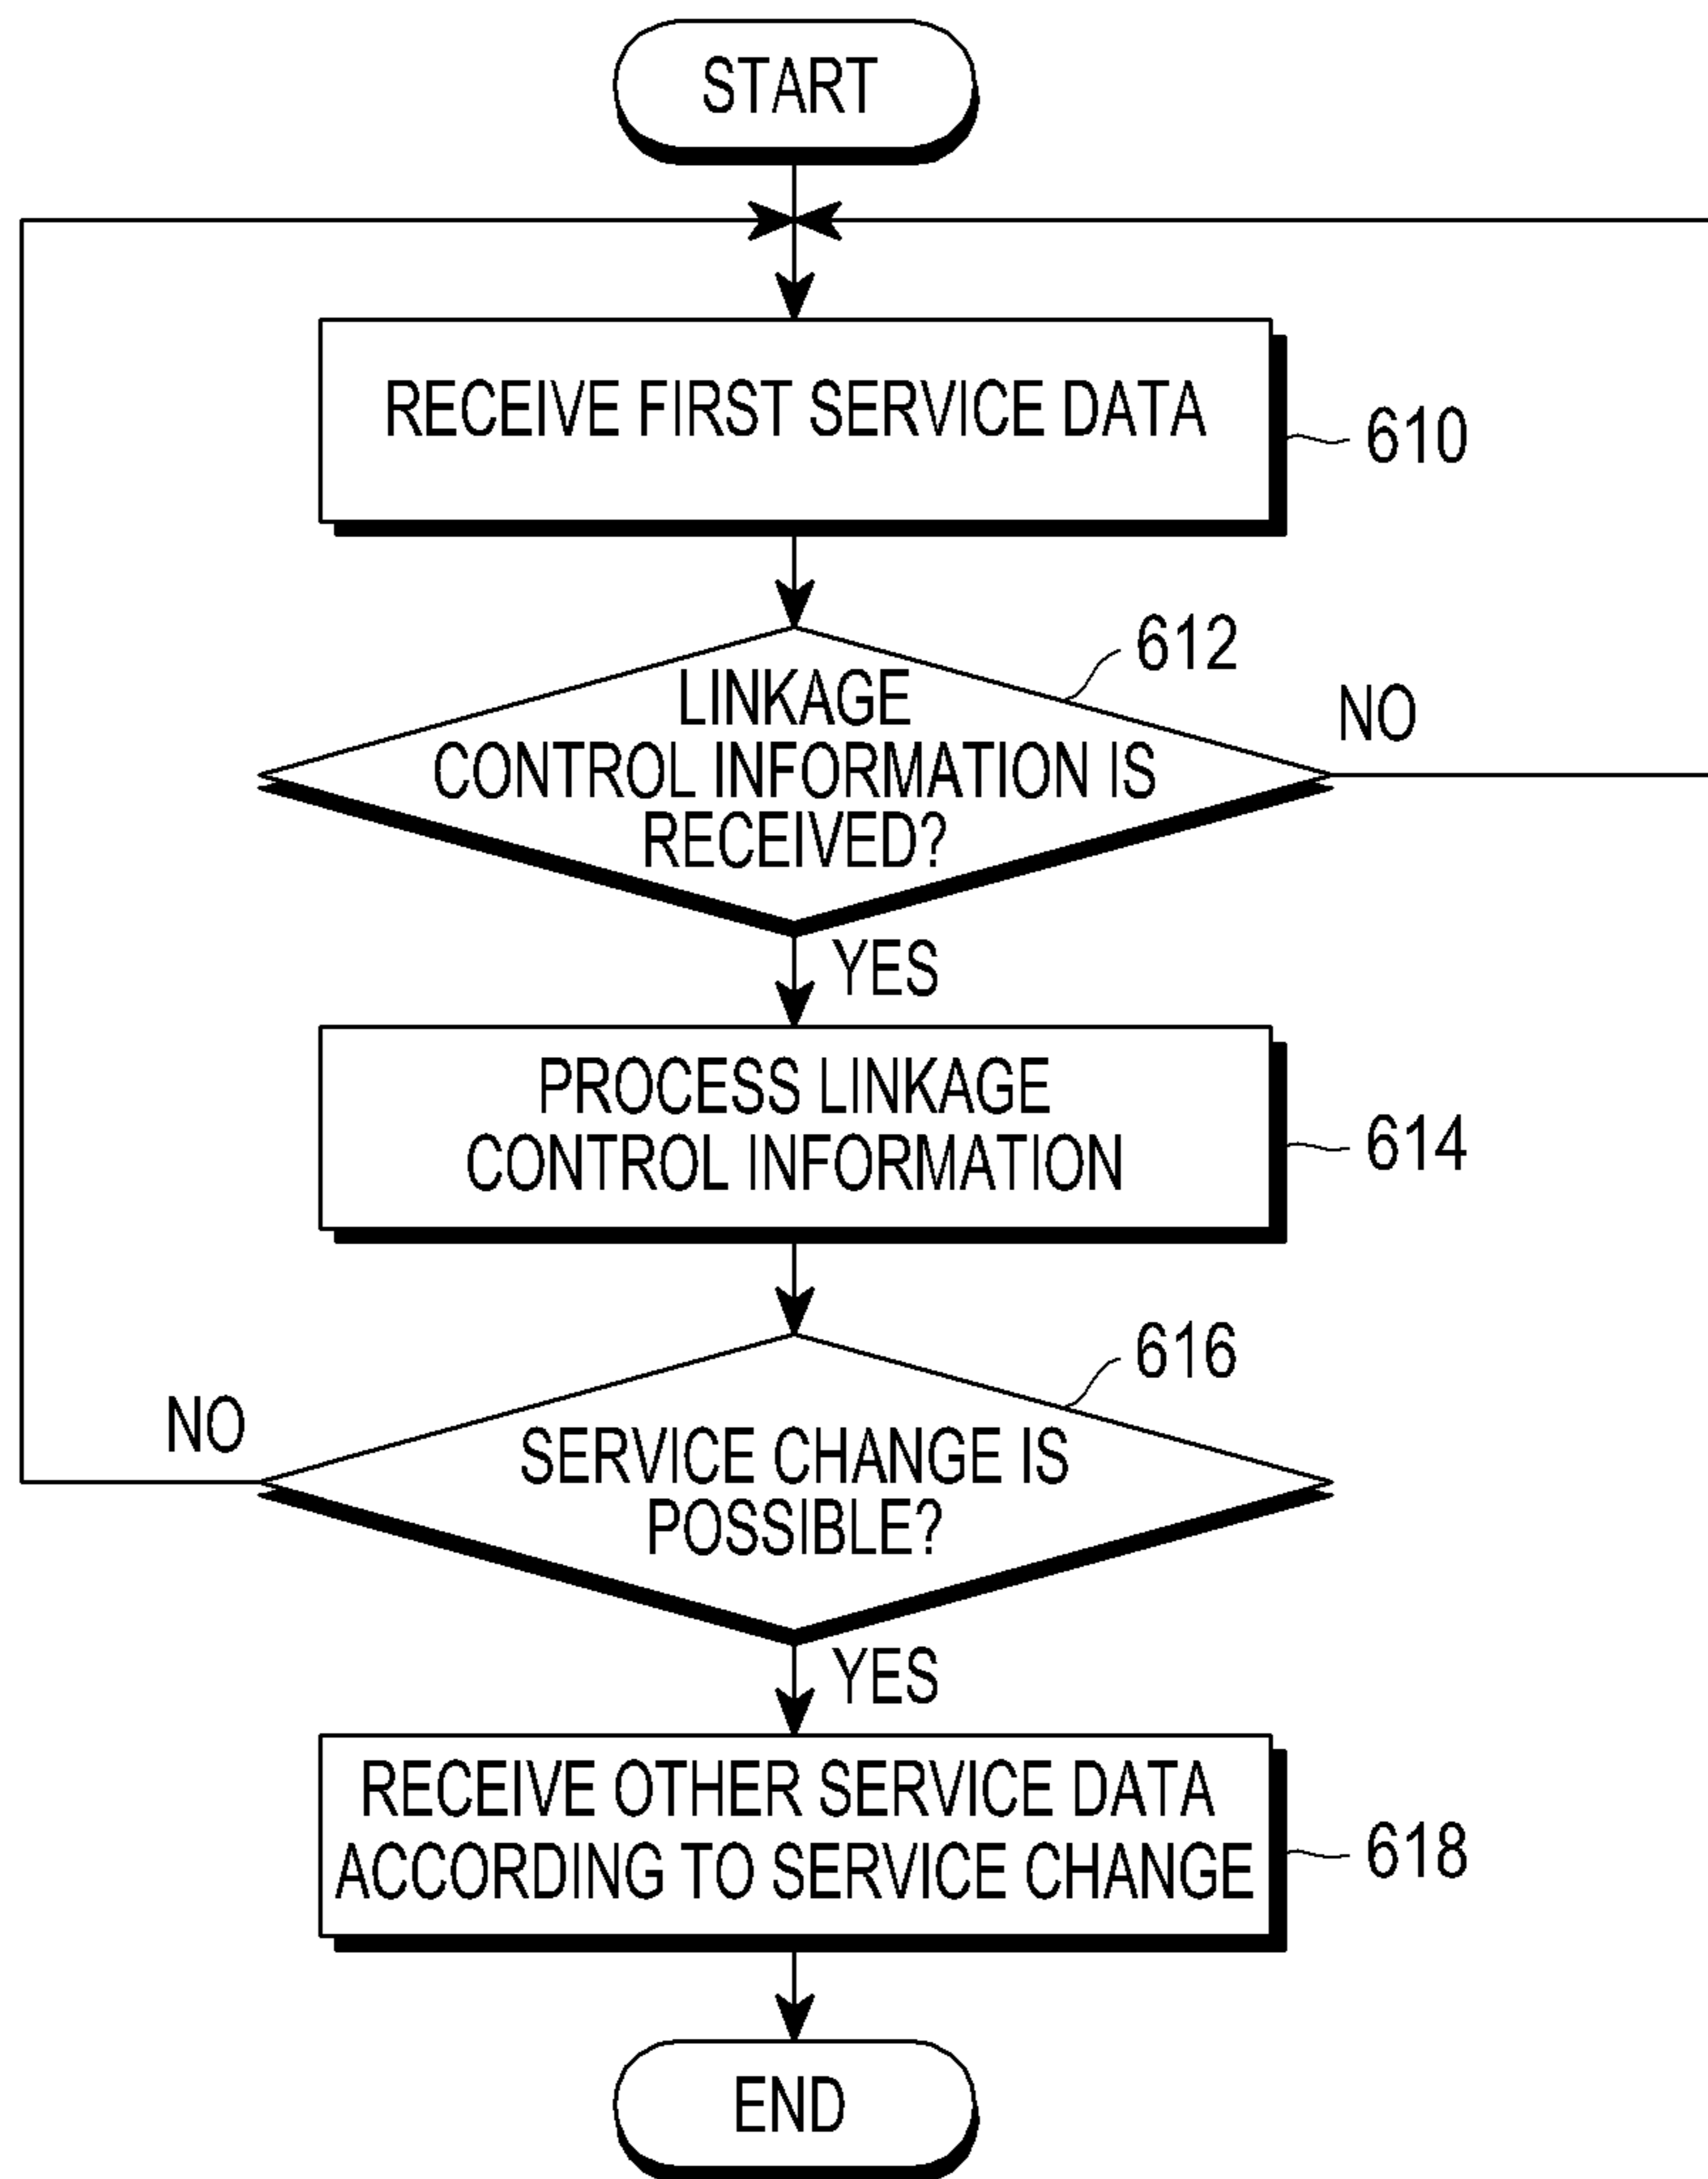 START
RECEIVE FIRST SERVICE DATA
610
612
LINKAGE
CONTROL INFORMATION IS
RECEIVED?
NO
YES
PROCESS LINKAGE
CONTROL INFORMATION
614
616
SERVICE CHANGE IS
POSSIBLE?
NO
YES
RECEIVE OTHER SERVICE DATA
ACCORDING TO SERVICE CHANGE
618
END